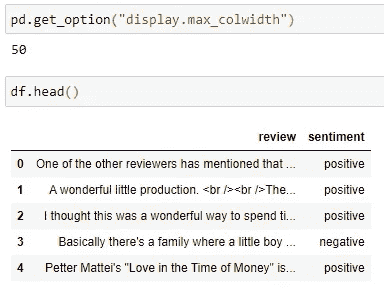 pd.get_option("display.max_colwidth")
50
df.head()
review sentiment
0 One of the other reviewers has mentioned that ... positive
1 A wonderful little production. <br /><br />The... positive
2 I thought this was a wonderful way to spend ti... positive
3 Basically there's a family where a little boy ... negative
4 Petter Mattei's "Love in the Time of Money" is... positive